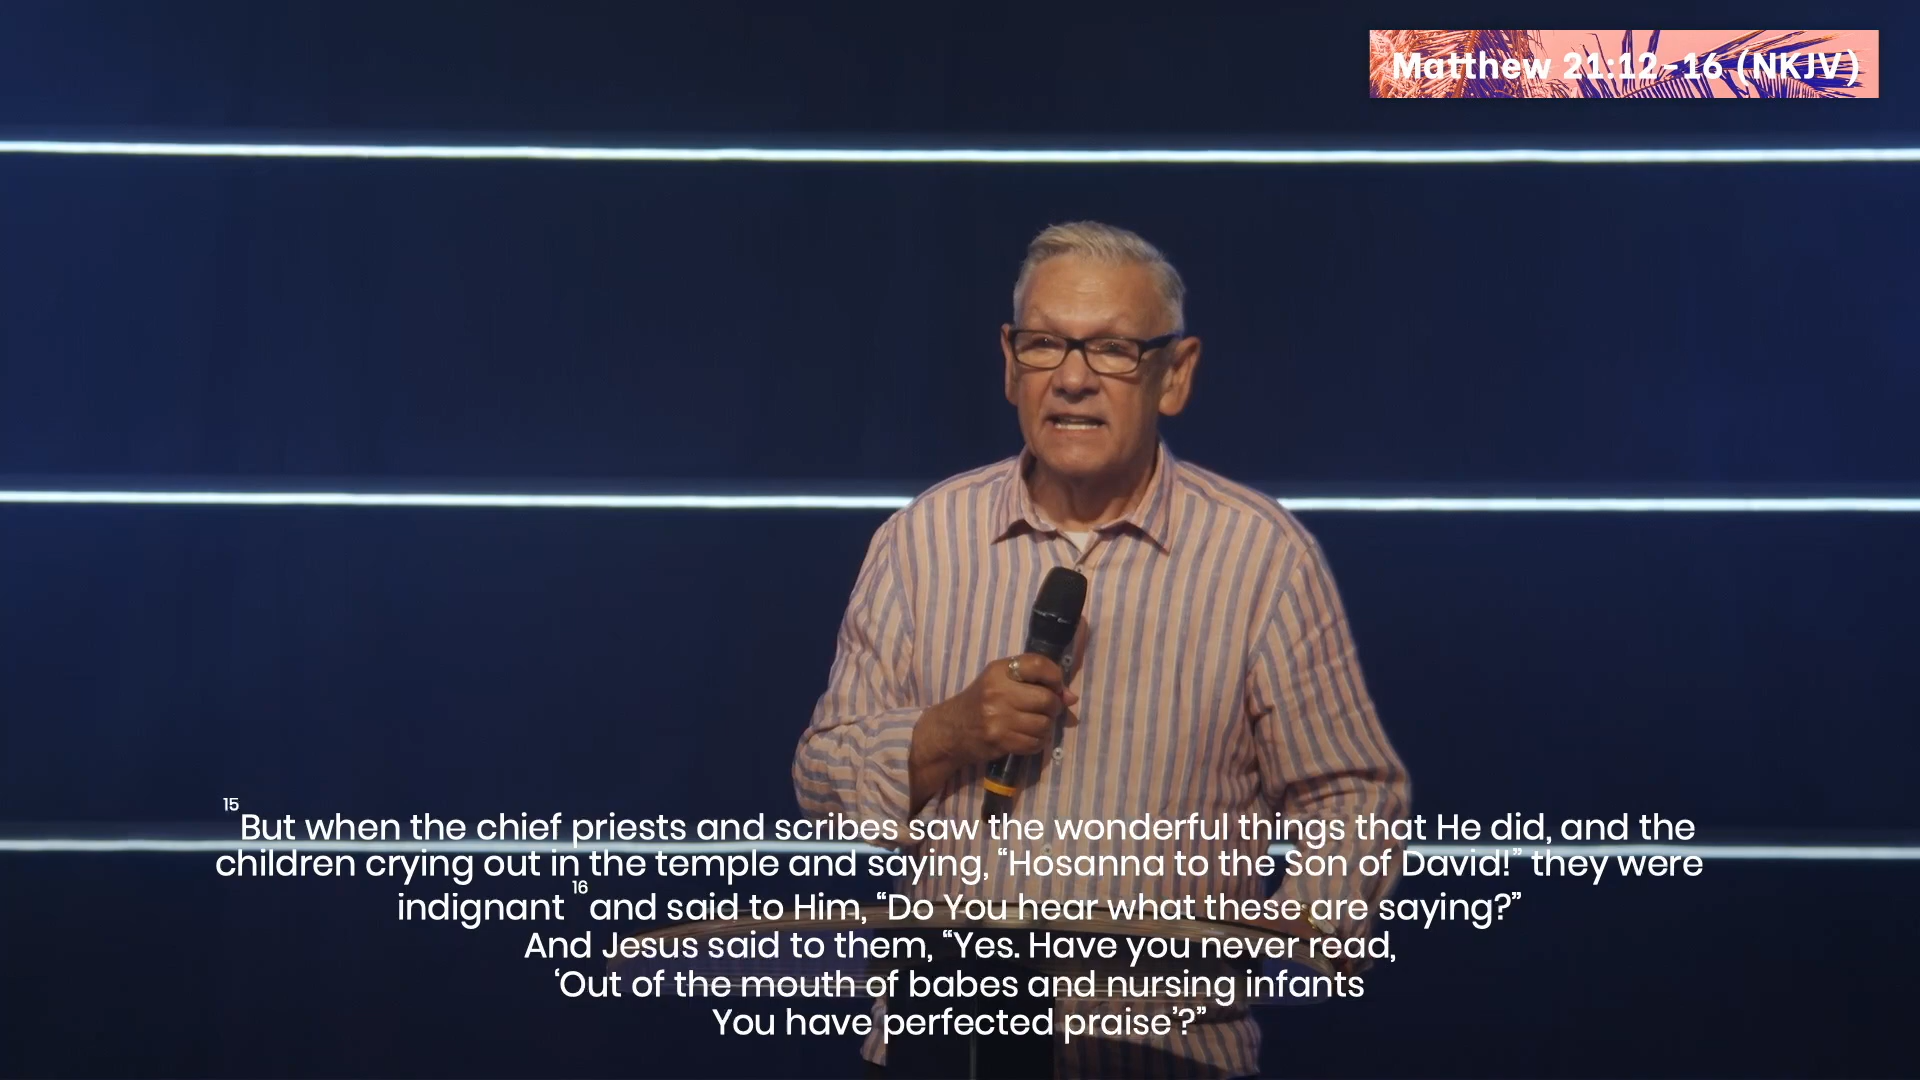 Matthew 21:12-16 (NKJV)
15 But when the chief priests and scribes saw the wonderful things that He did, and the
children crying out in the temple and saying, “Hosanna to the Son of David!” they were
indignant 16 and said to Him, “Do You hear what these are saying?”
And Jesus said to them, “Yes. Have you never read,
‘Out of the mouth of babes and nursing infants
You have perfected praise’?”